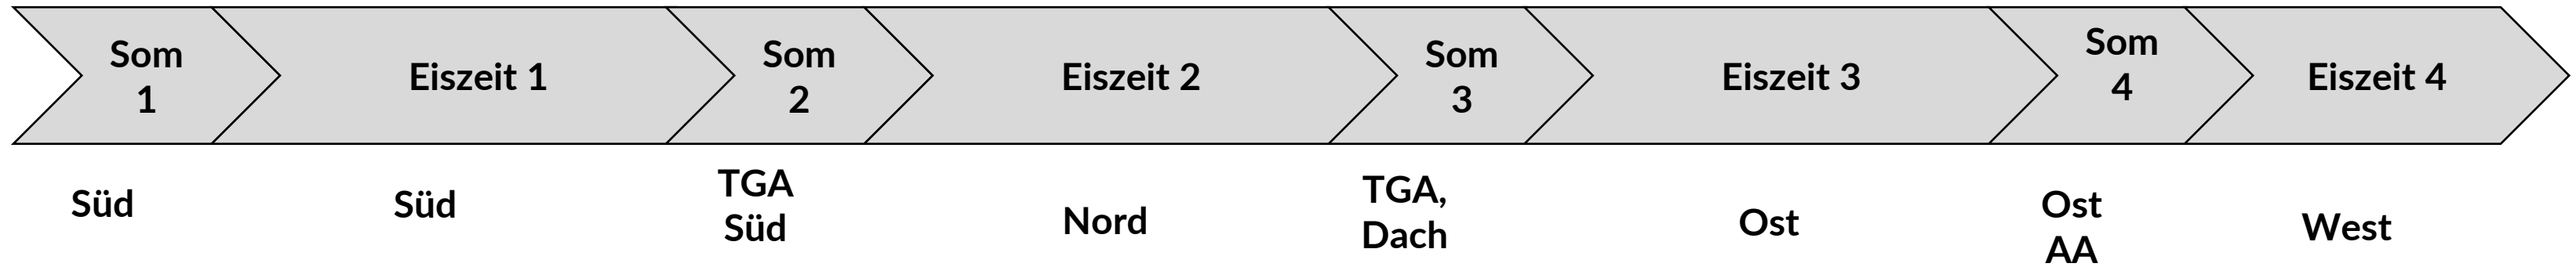 Som
1
Eiszeit 1
Som
2
Eiszeit 2
Som
3
Eiszeit 3
Som
4
Eiszeit 4
Süd
Süd
TGA
Süd
Nord
TGA,
Dach
Ost
Ost
AA
West